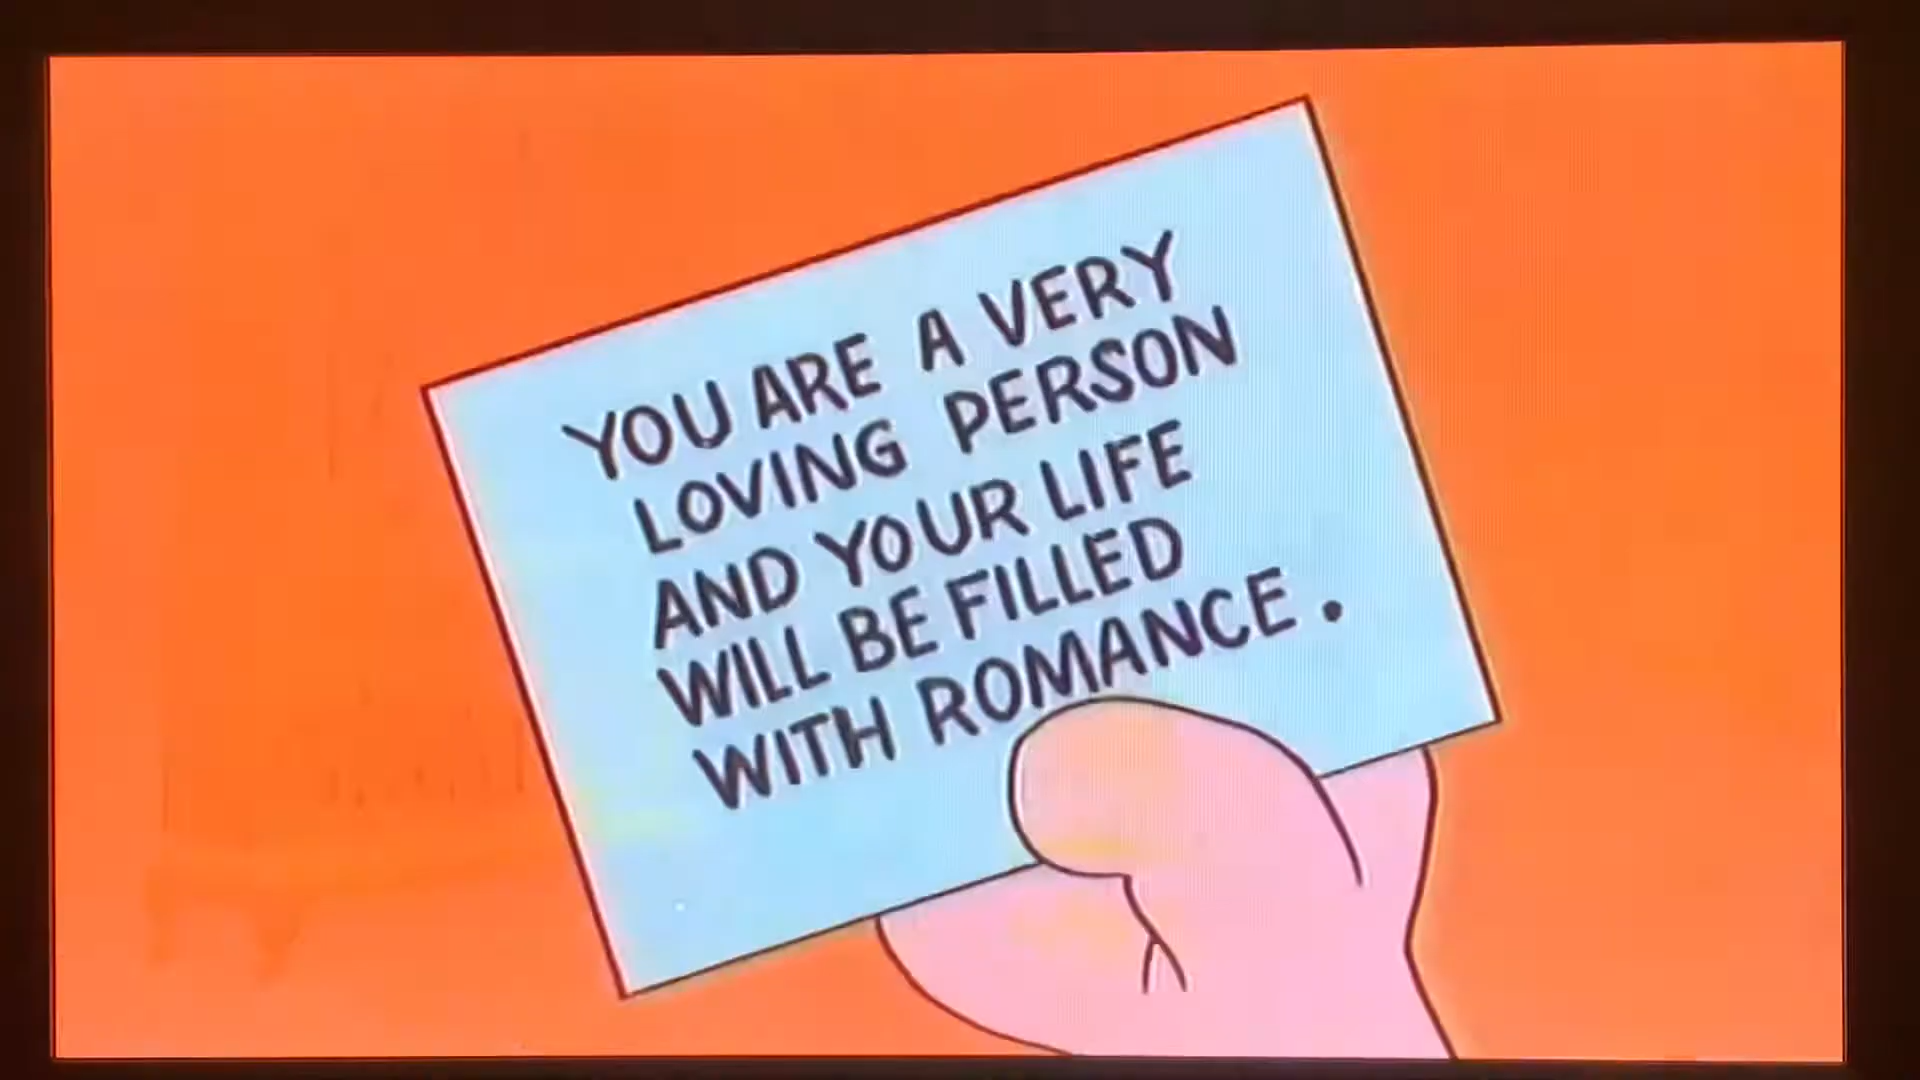 YOU ARE A VERY
LOVING PERSON
AND YOUR LIFE
WILL BE FILLED
WITH ROMANCE.